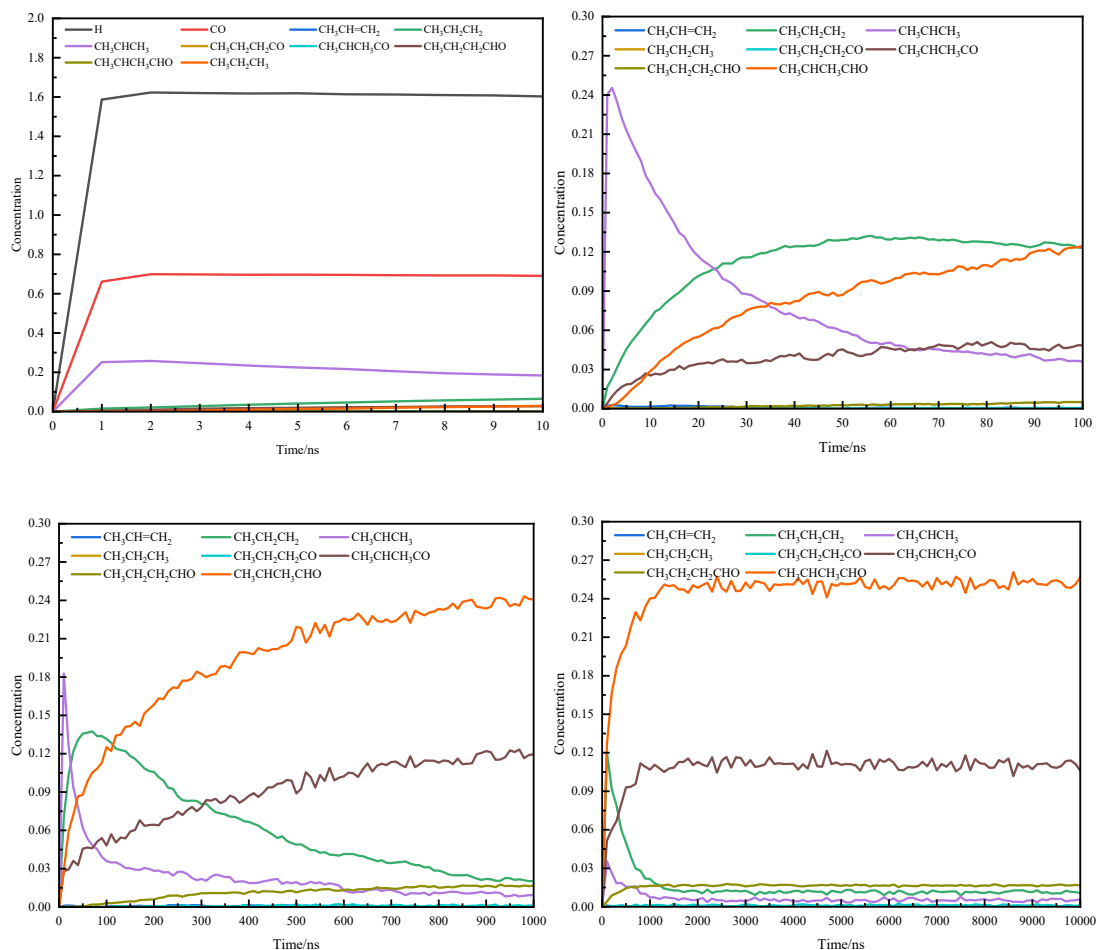 H CO CH₃CH=CH₂ CH₃CH₂CH₂
CH₃CHCH₃ CH₃CH₂CH₂CO CH₃CHCH₃CO CH₃CH₂CH₂CHO
CH₃CHCH₃CHO CH₃CH₂CH₃
2.0
1.8
1.6
1.4
1.2
1.0
0.8
0.6
0.4
0.2
0.0
Concentration
0 1 2 3 4 5 6 7 8 9 10
Time/ns
CH₃CH=CH₂ CH₃CH₂CH₂ CH₃CHCH₃
CH₃CH₂CH₃ CH₃CH₂CH₂CO CH₃CHCH₃CO
CH₃CH₂CH₂CHO CH₃CHCH₃CHO
0.30
0.27
0.24
0.21
0.18
0.15
0.12
0.09
0.06
0.03
0.00
Concentration
0 10 20 30 40 50 60 70 80 90 100
Time/ns
CH₃CH=CH₂ CH₃CH₂CH₂ CH₃CHCH₃
CH₃CH₂CH₃ CH₃CH₂CH₂CO CH₃CHCH₃CO
CH₃CH₂CH₂CHO CH₃CHCH₃CHO
0.30
0.27
0.24
0.21
0.18
0.15
0.12
0.09
0.06
0.03
0.00
Concentration
0 100 200 300 400 500 600 700 800 900 1000
Time/ns
CH₃CH=CH₂ CH₃CH₂CH₂ CH₃CHCH₃
CH₃CH₂CH₃ CH₃CH₂CH₂CO CH₃CHCH₃CO
CH₃CH₂CH₂CHO CH₃CHCH₃CHO
0.30
0.27
0.24
0.21
0.18
0.15
0.12
0.09
0.06
0.03
0.00
Concentration
0 1000 2000 3000 4000 5000 6000 7000 8000 9000 10000
Time/ns